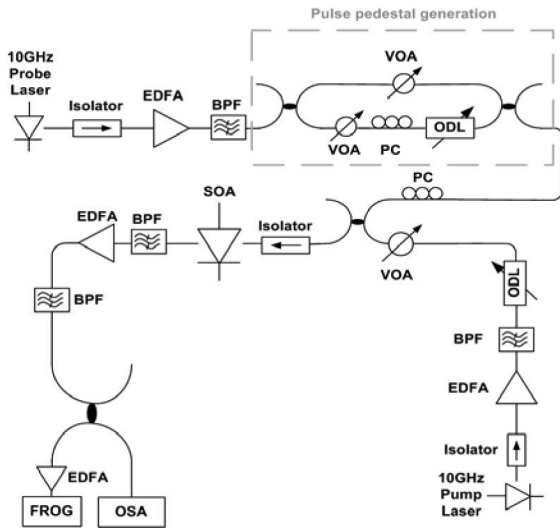 Pulse pedestal generation
10GHz
Probe
Laser
Isolator
EDFA
BPF
VOA
VOA
PC
ODL
PC
SOA
EDFA
BPF
Isolator
VOA
BPF
ODL
BPF
EDFA
EDFA
Isolator
FROG
OSA
10GHz
Pump
Laser